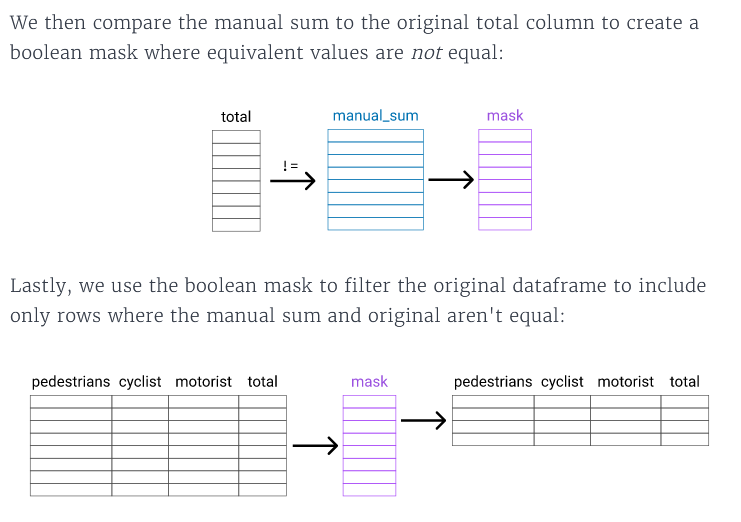 We then compare the manual sum to the original total column to create a
boolean mask where equivalent values are not equal:
total manual_sum mask
!=
Lastly, we use the boolean mask to filter the original dataframe to include
only rows where the manual sum and original aren't equal:
pedestrians cyclist motorist total mask pedestrians cyclist motorist total